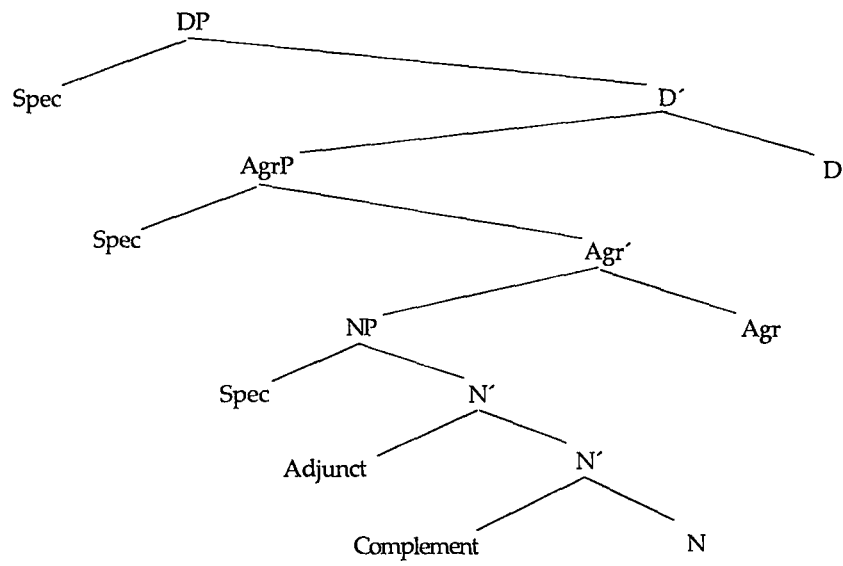 DP
Spec D´
AgrP D
Spec Agr´
NP Agr
Spec N´
Adjunct N´
Complement N